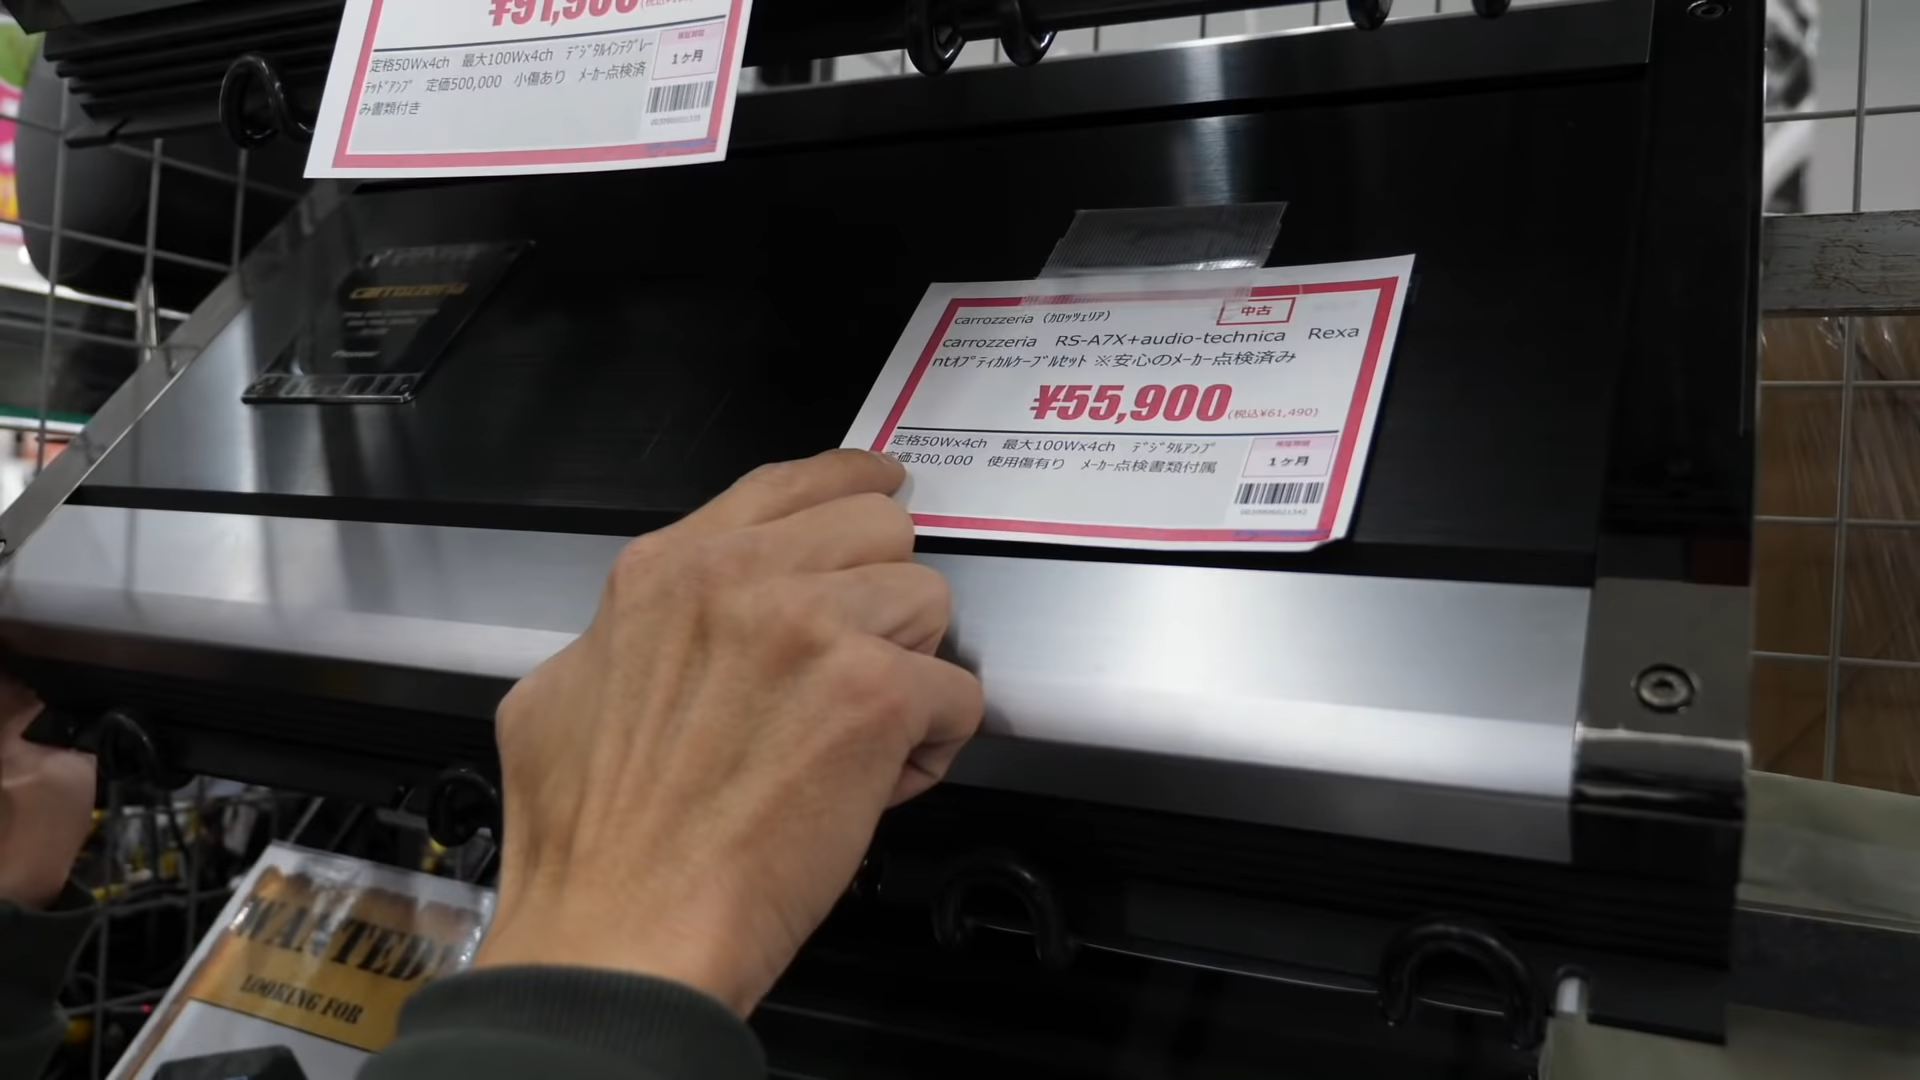 ¥91,900
定格50Wx4ch 最大100Wx4ch ﾃﾞｼﾞﾀﾙｲﾝﾃｸﾞﾚｰ
ﾃｯﾄﾞｱﾝﾌﾟ 定価500,000 小傷あり ﾒｰｶｰ点検済
み書類付き
1ヶ月
carrozzeria
Pioneer
carrozzeria（ｶﾛｯﾂｪﾘｱ）
中古
carrozzeria RS-A7X+audio-technica Rexa
ntｵﾌﾟﾃｨｶﾙｹｰﾌﾞﾙｾｯﾄ ※安心のﾒｰｶｰ点検済み
¥55,900(税込¥61,490)
定格50Wx4ch 最大100Wx4ch ﾃﾞｼﾞﾀﾙｱﾝﾌﾟ
定価300,000 使用傷有り ﾒｰｶｰ点検書類付属
1ヶ月
WANTED
LOOKING FOR